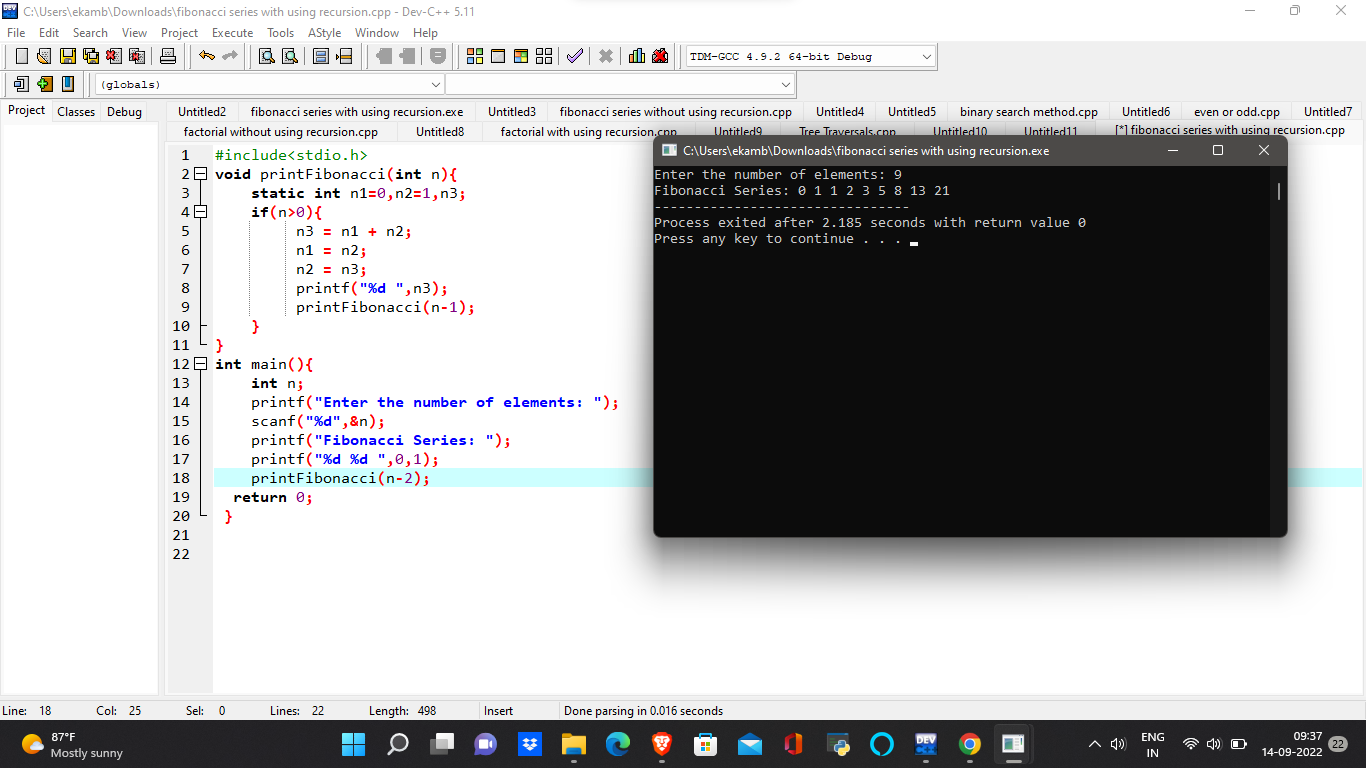 C:\Users\ekamb\Downloads\fibonacci series with using recursion.cpp - Dev-C++ 5.11
File Edit Search View Project Execute Tools AStyle Window Help
TDM-GCC 4.9.2 64-bit Debug
(globals)
Project Classes Debug
Untitled2 fibonacci series with using recursion.exe Untitled3 fibonacci series without using recursion.cpp Untitled4 Untitled5 binary search method.cpp Untitled6 even or odd.cpp Untitled7
factorial without using recursion.cpp Untitled8 factorial with using recursion.cpp Untitled9 Tree Traversals.cpp Untitled10 Untitled11 [*] fibonacci series with using recursion.cpp
1 #include<stdio.h>
2 void printFibonacci(int n){
3 static int n1=0,n2=1,n3;
4 if(n>0){
5 n3 = n1 + n2;
6 n1 = n2;
7 n2 = n3;
8 printf("%d ",n3);
9 printFibonacci(n-1);
10 }
11 }
12 int main(){
13 int n;
14 printf("Enter the number of elements: ");
15 scanf("%d",&n);
16 printf("Fibonacci Series: ");
17 printf("%d %d ",0,1);
18 printFibonacci(n-2);
19 return 0;
20 }
21
22
C:\Users\ekamb\Downloads\fibonacci series with using recursion.exe
Enter the number of elements: 9
Fibonacci Series: 0 1 1 2 3 5 8 13 21
--------------------------------
Process exited after 2.185 seconds with return value 0
Press any key to continue . . .
Line: 18 Col: 25 Sel: 0 Lines: 22 Length: 498 Insert Done parsing in 0.016 seconds
87°F
Mostly sunny
DEV
ENG
IN
09:37
14-09-2022
22